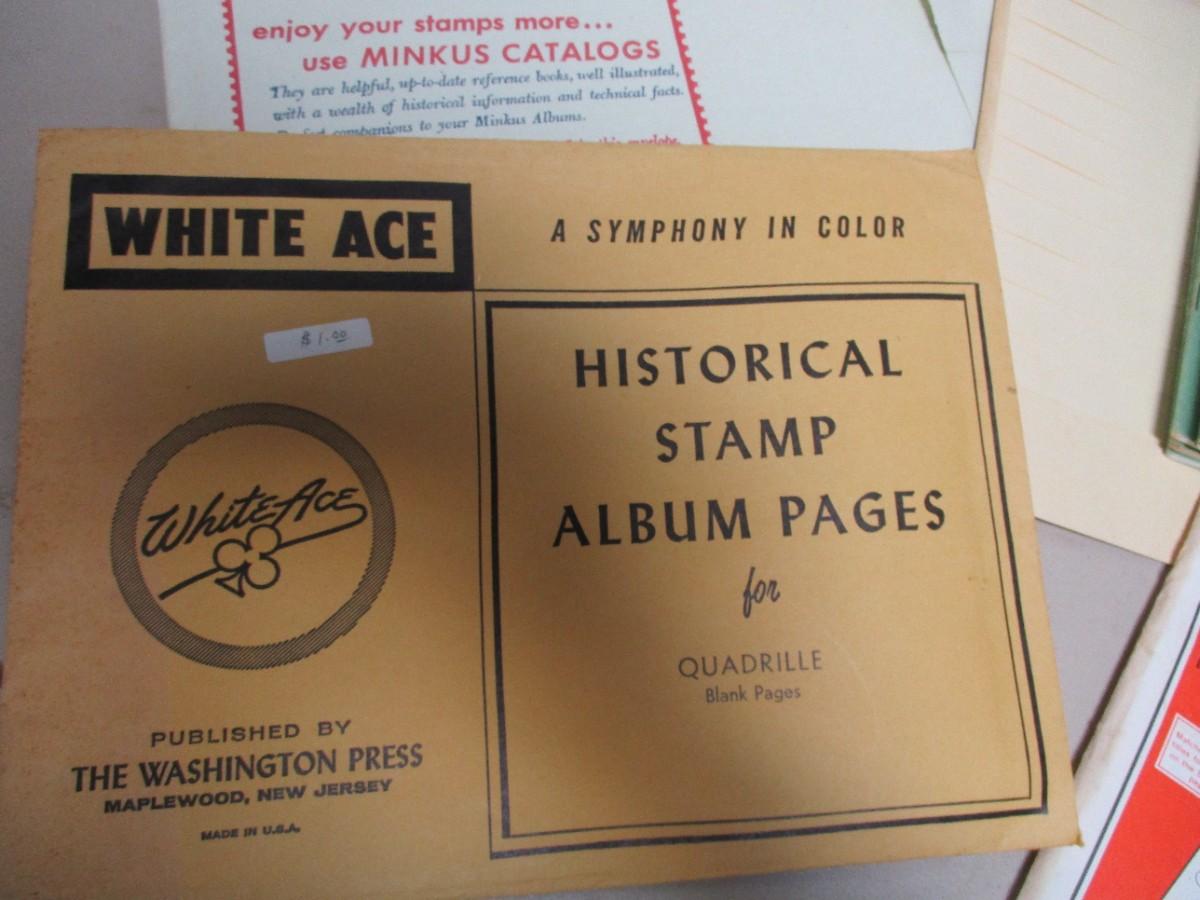 enjoy your stamps more...
use MINKUS CATALOGS
They are helpful, up-to-date reference books, well illustrated,
with a wealth of historical information and technical facts.
companions to your Minkus Albums.
this envelope.
WHITE ACE
A SYMPHONY IN COLOR
$1.00
White Ace
HISTORICAL
STAMP
ALBUM PAGES
for
QUADRILLE
Blank Pages
PUBLISHED BY
THE WASHINGTON PRESS
MAPLEWOOD, NEW JERSEY
MADE IN U.S.A.